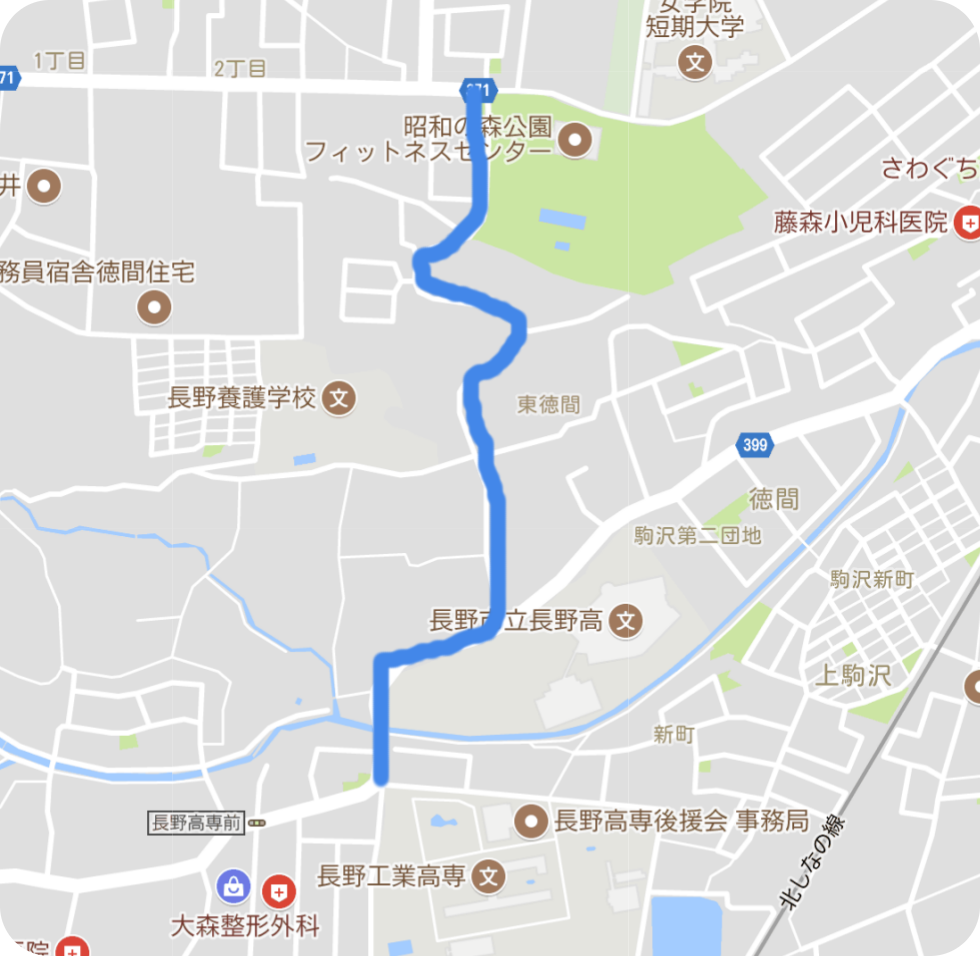 女学院
短期大学
1丁目
2丁目
71
271
昭和の森公園
フィットネスセンター
井
さわぐち
藤森小児科医院
務員宿舎徳間住宅
長野養護学校
東徳間
399
徳間
駒沢第二団地
駒沢新町
長野市立長野高
上駒沢
新町
長野高専前
長野高専後援会 事務局
長野工業高専
北しなの線
大森整形外科
医院